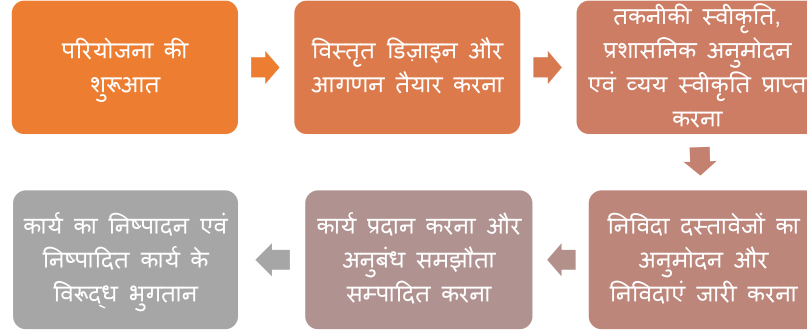 परियोजना की
शुरूआत
विस्तृत डिज़ाइन और
आगणन तैयार करना
तकनीकी स्वीकृति,
प्रशासनिक अनुमोदन
एवं व्यय स्वीकृति प्राप्त
करना
निविदा दस्तावेजों का
अनुमोदन और
निविदाएं जारी करना
कार्य प्रदान करना और
अनुबंध समझौता
सम्पादित करना
कार्य का निष्पादन एवं
निष्पादित कार्य के
विरूद्ध भुगतान